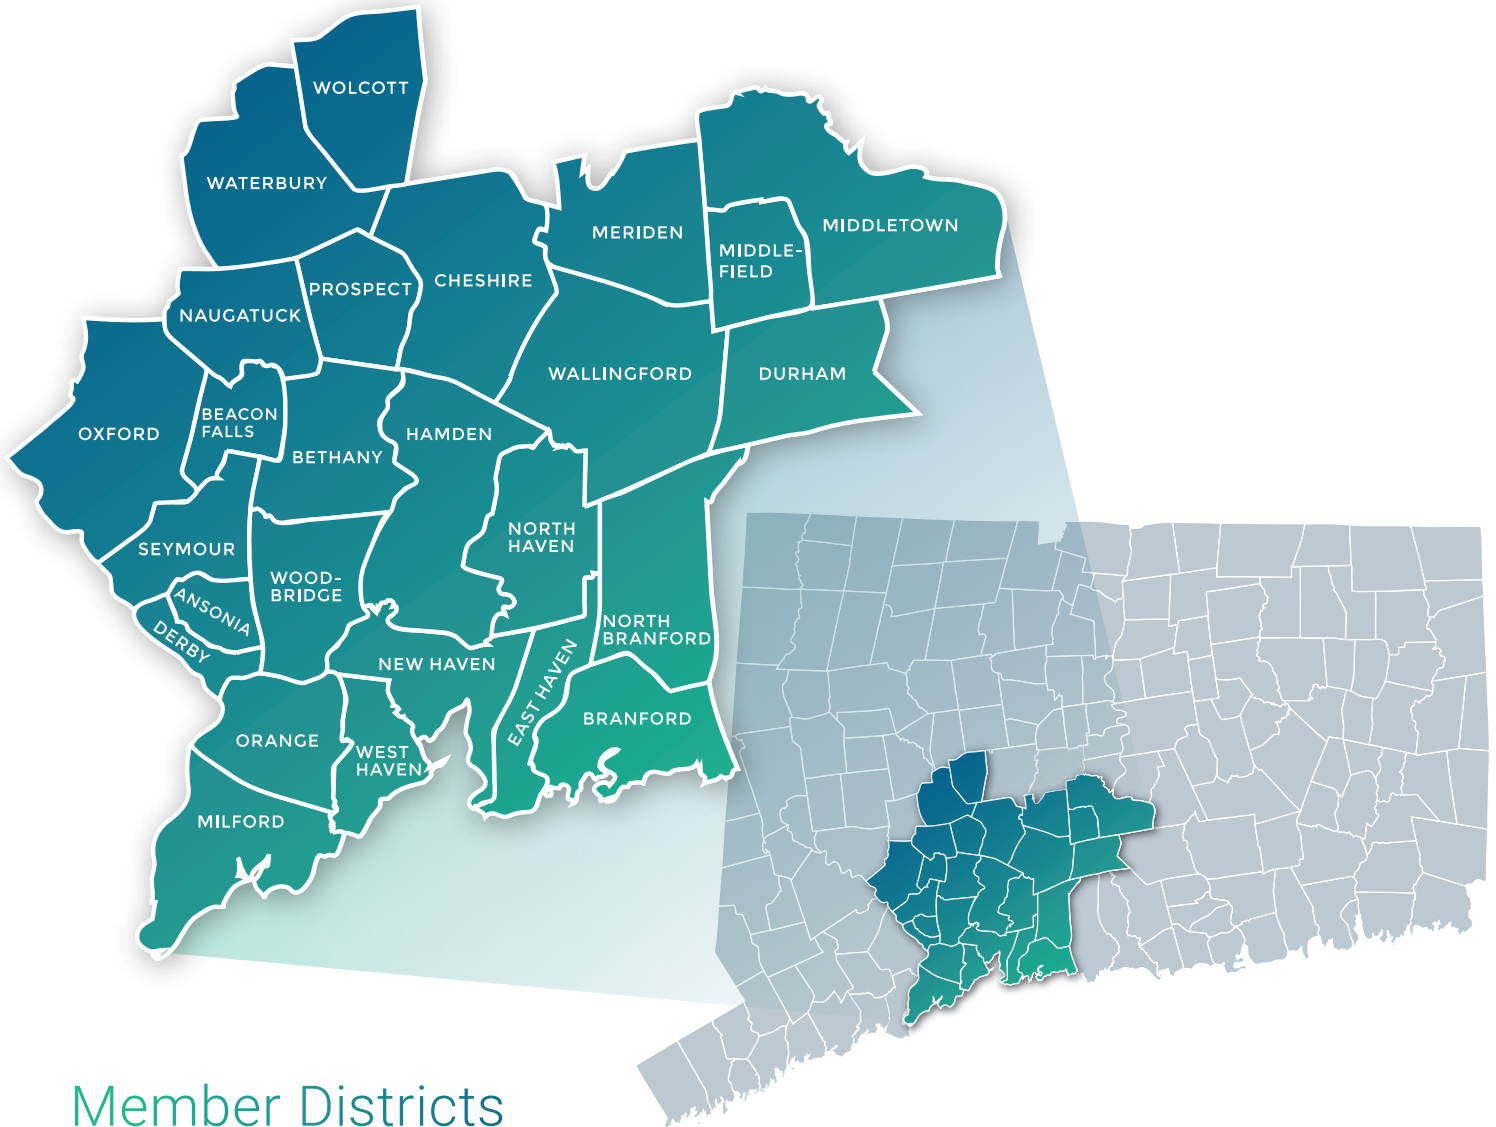 WOLCOTT
WATERBURY
MERIDEN
MIDDLETOWN
MIDDLE-
FIELD
CHESHIRE
PROSPECT
NAUGATUCK
WALLINGFORD
DURHAM
BEACON
FALLS
OXFORD
HAMDEN
BETHANY
NORTH
HAVEN
SEYMOUR
WOOD-
BRIDGE
ANSONIA
DERBY
NORTH
BRANFORD
NEW HAVEN
EAST HAVEN
BRANFORD
ORANGE
WEST
HAVEN
MILFORD
Member Districts